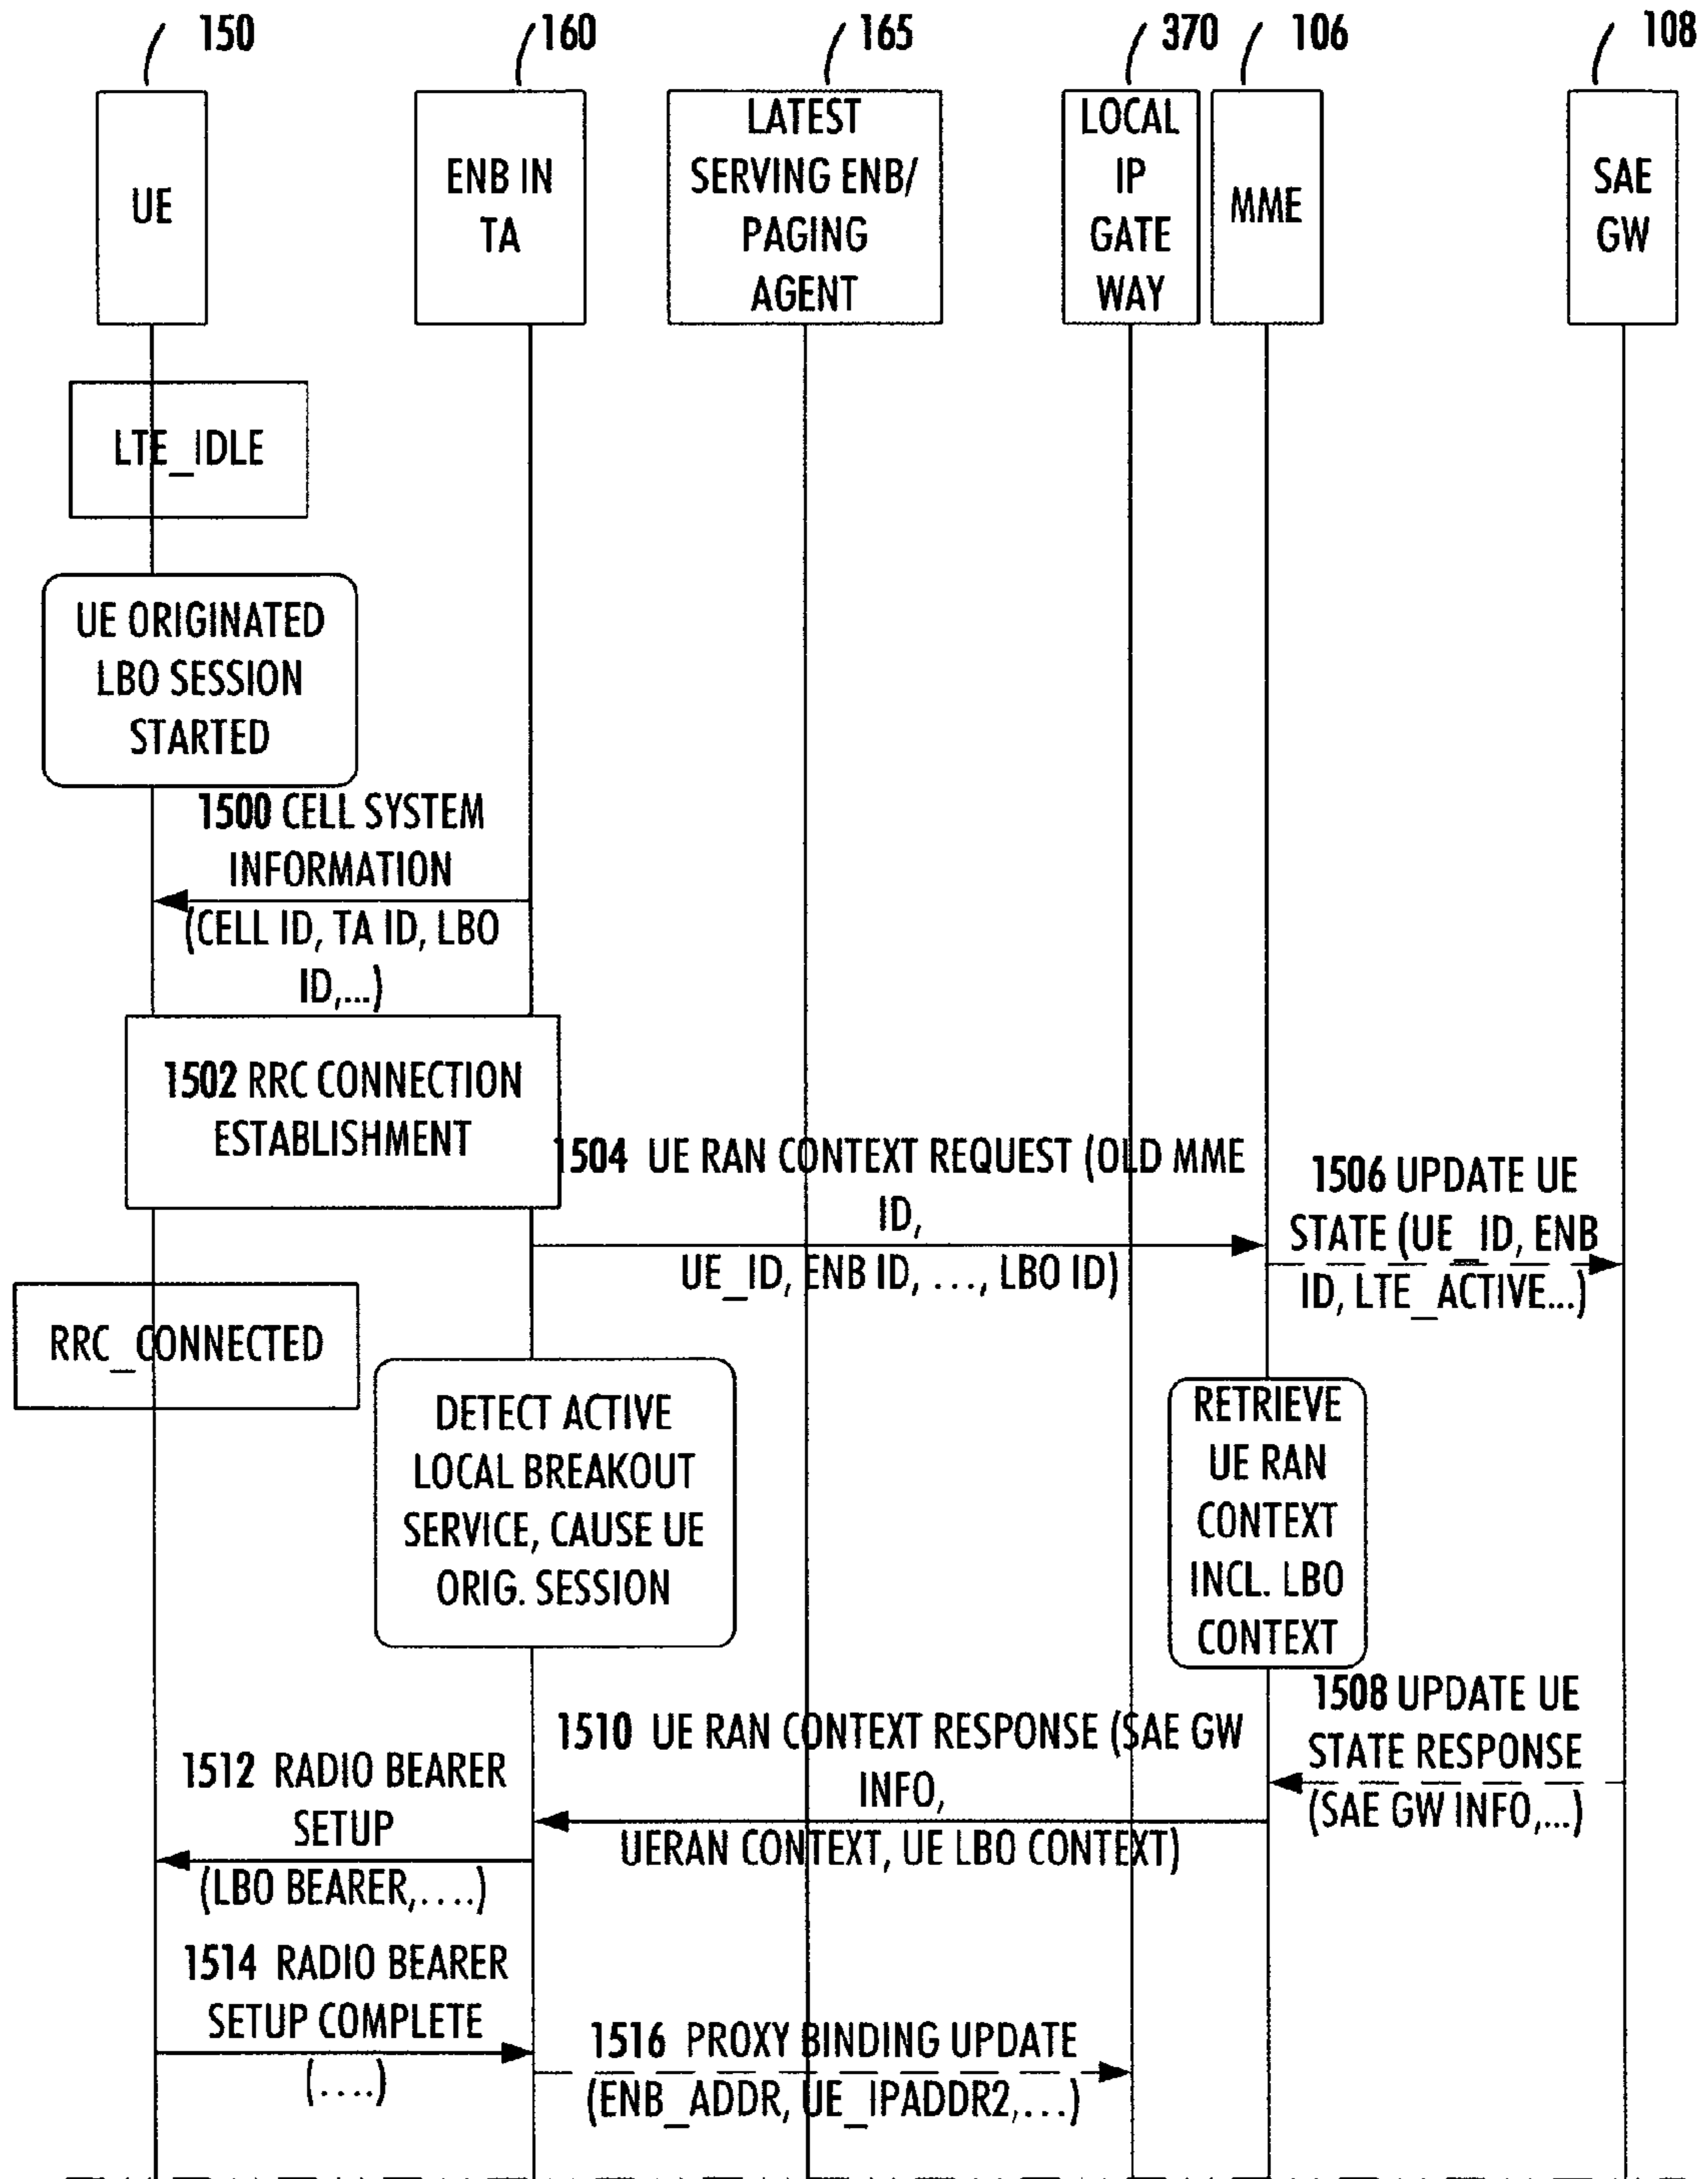 150
160
165
370
106
108
UE
ENB IN
TA
LATEST
SERVING ENB/
PAGING
AGENT
LOCAL
IP
GATE
WAY
MME
SAE
GW
LTE_IDLE
UE ORIGINATED
LBO SESSION
STARTED
1500 CELL SYSTEM
INFORMATION
(CELL ID, TA ID, LBO
ID,...)
1502 RRC CONNECTION
ESTABLISHMENT
1504 UE RAN CONTEXT REQUEST (OLD MME
ID,
UE_ID, ENB ID, ..., LBO ID)
1506 UPDATE UE
STATE (UE_ID, ENB
ID, LTE_ACTIVE...)
RRC_CONNECTED
DETECT ACTIVE
LOCAL BREAKOUT
SERVICE, CAUSE UE
ORIG. SESSION
RETRIEVE
UE RAN
CONTEXT
INCL. LBO
CONTEXT
1508 UPDATE UE
STATE RESPONSE
(SAE GW INFO,...)
1510 UE RAN CONTEXT RESPONSE (SAE GW
INFO,
UERAN CONTEXT, UE LBO CONTEXT)
1512 RADIO BEARER
SETUP
(LBO BEARER,....)
1514 RADIO BEARER
SETUP COMPLETE
(....)
1516 PROXY BINDING UPDATE
(ENB_ADDR, UE_IPADDR2,...)